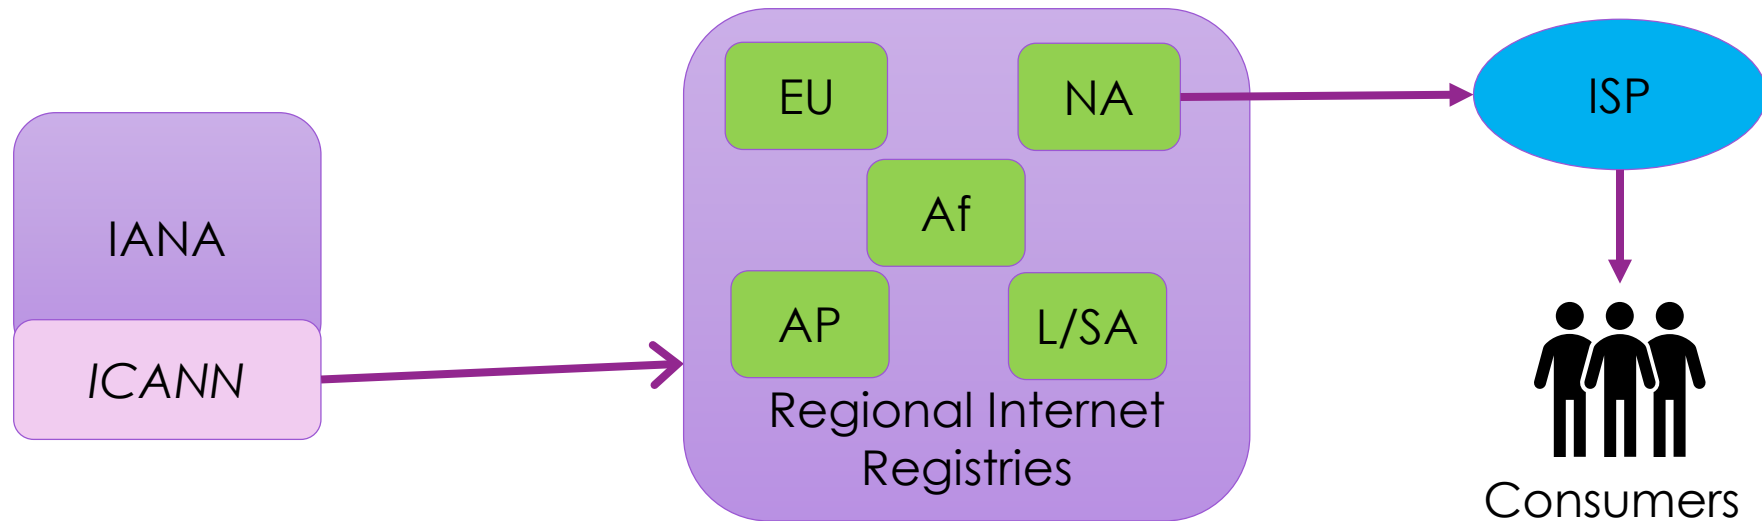 IANA
ICANN
EU
NA
Af
AP
L/SA
Regional Internet
Registries
ISP
Consumers